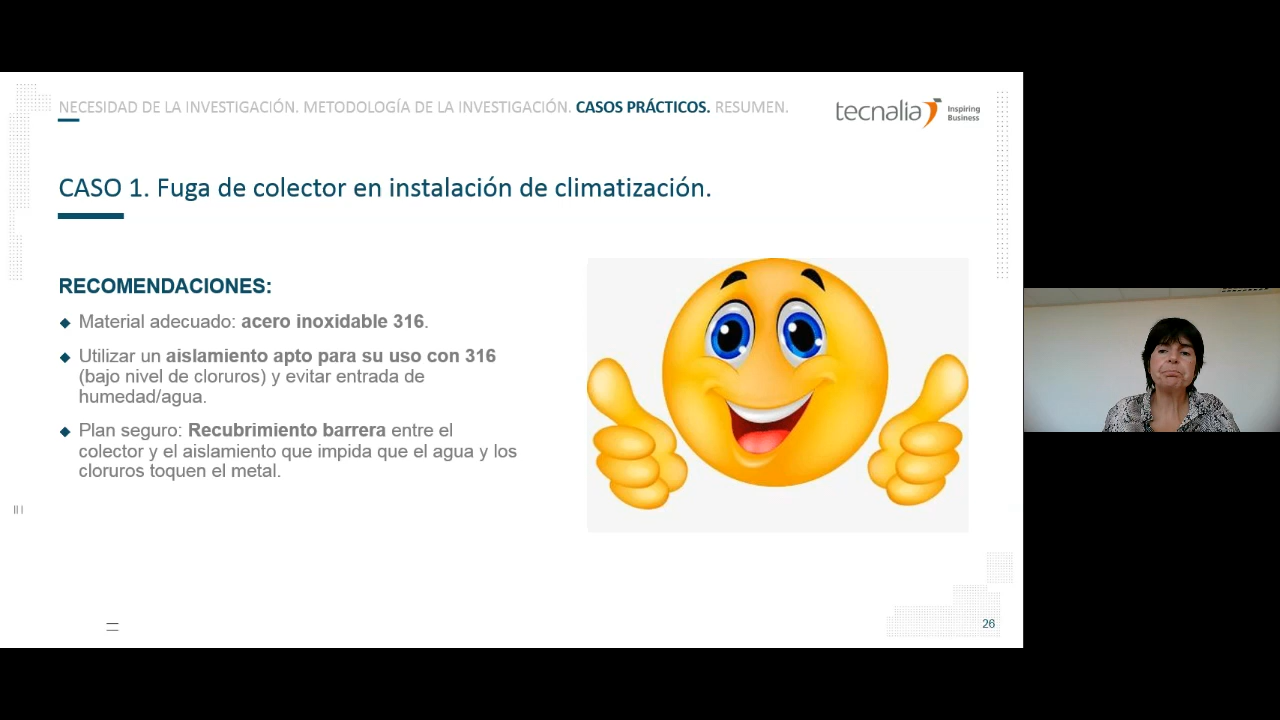 NECESIDAD DE LA INVESTIGACIÓN. METODOLOGÍA DE LA INVESTIGACIÓN. CASOS PRÁCTICOS. RESUMEN.
tecnalia Inspiring
Business
CASO 1. Fuga de colector en instalación de climatización.
RECOMENDACIONES:
Material adecuado: acero inoxidable 316.
Utilizar un aislamiento apto para su uso con 316
(bajo nivel de cloruros) y evitar entrada de
humedad/agua.
Plan seguro: Recubrimiento barrera entre el
colector y el aislamiento que impida que el agua y los
cloruros toquen el metal.
26